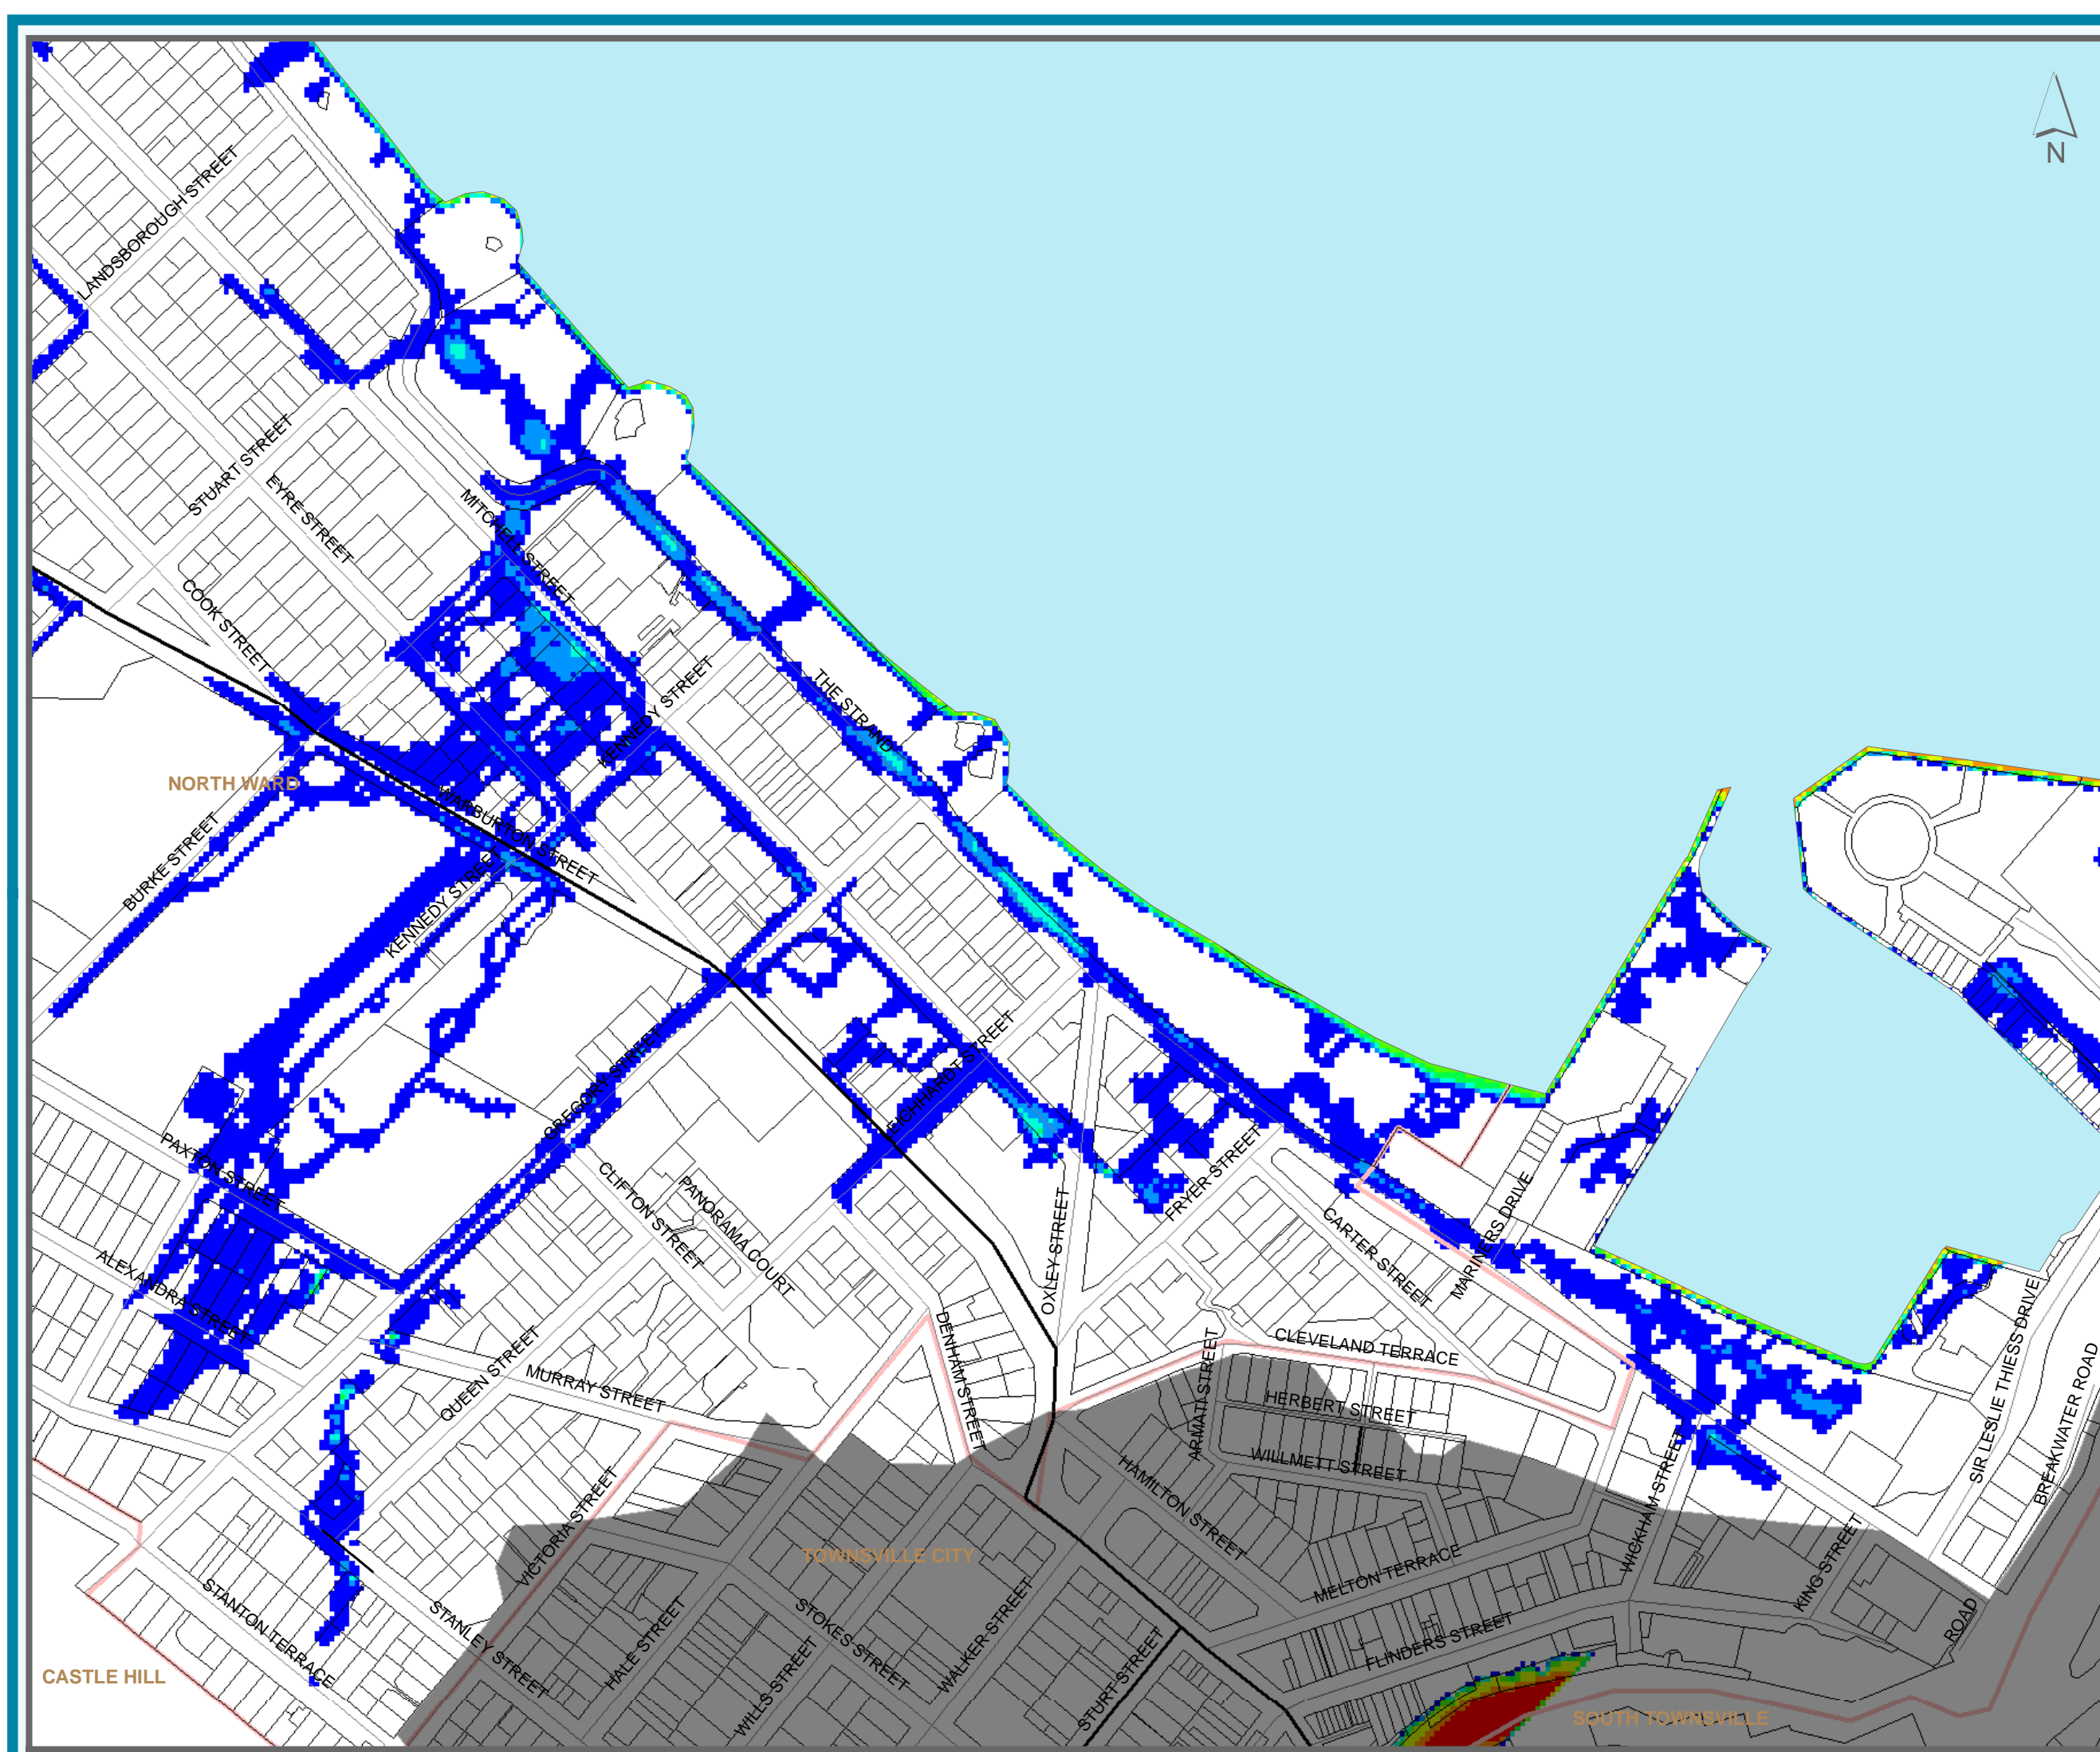 N
LANDSBOROUGH STREET
STUART STREET
EYRE STREET
MITCHELL STREET
COOK STREET
KENNEDY STREET
THE STRAND
NORTH WARD
WARBURTON STREET
BURKE STREET
KENNEDY STREET
GREGORY STREET
LEICHHARDT STREET
PAXTON STREET
CLIFTON STREET
PANORAMA COURT
FRYER STREET
OXLEY STREET
CARTER STREET
MARINERS DRIVE
ALEXANDRA STREET
QUEEN STREET
MURRAY STREET
DENHAM STREET
ARMATI STREET
CLEVELAND TERRACE
HERBERT STREET
WILLMETT STREET
SIR LESLIE THIESS DRIVE
BREAKWATER ROAD
HAMILTON STREET
WICKHAM STREET
VICTORIA STREET
TOWNSVILLE CITY
MELTON TERRACE
KING STREET
STANTON TERRACE
STANLEY STREET
HALE STREET
STOKES STREET
WILLS STREET
WALKER STREET
STURT STREET
FLINDERS STREET
ROAD
CASTLE HILL
SOUTH TOWNSVILLE